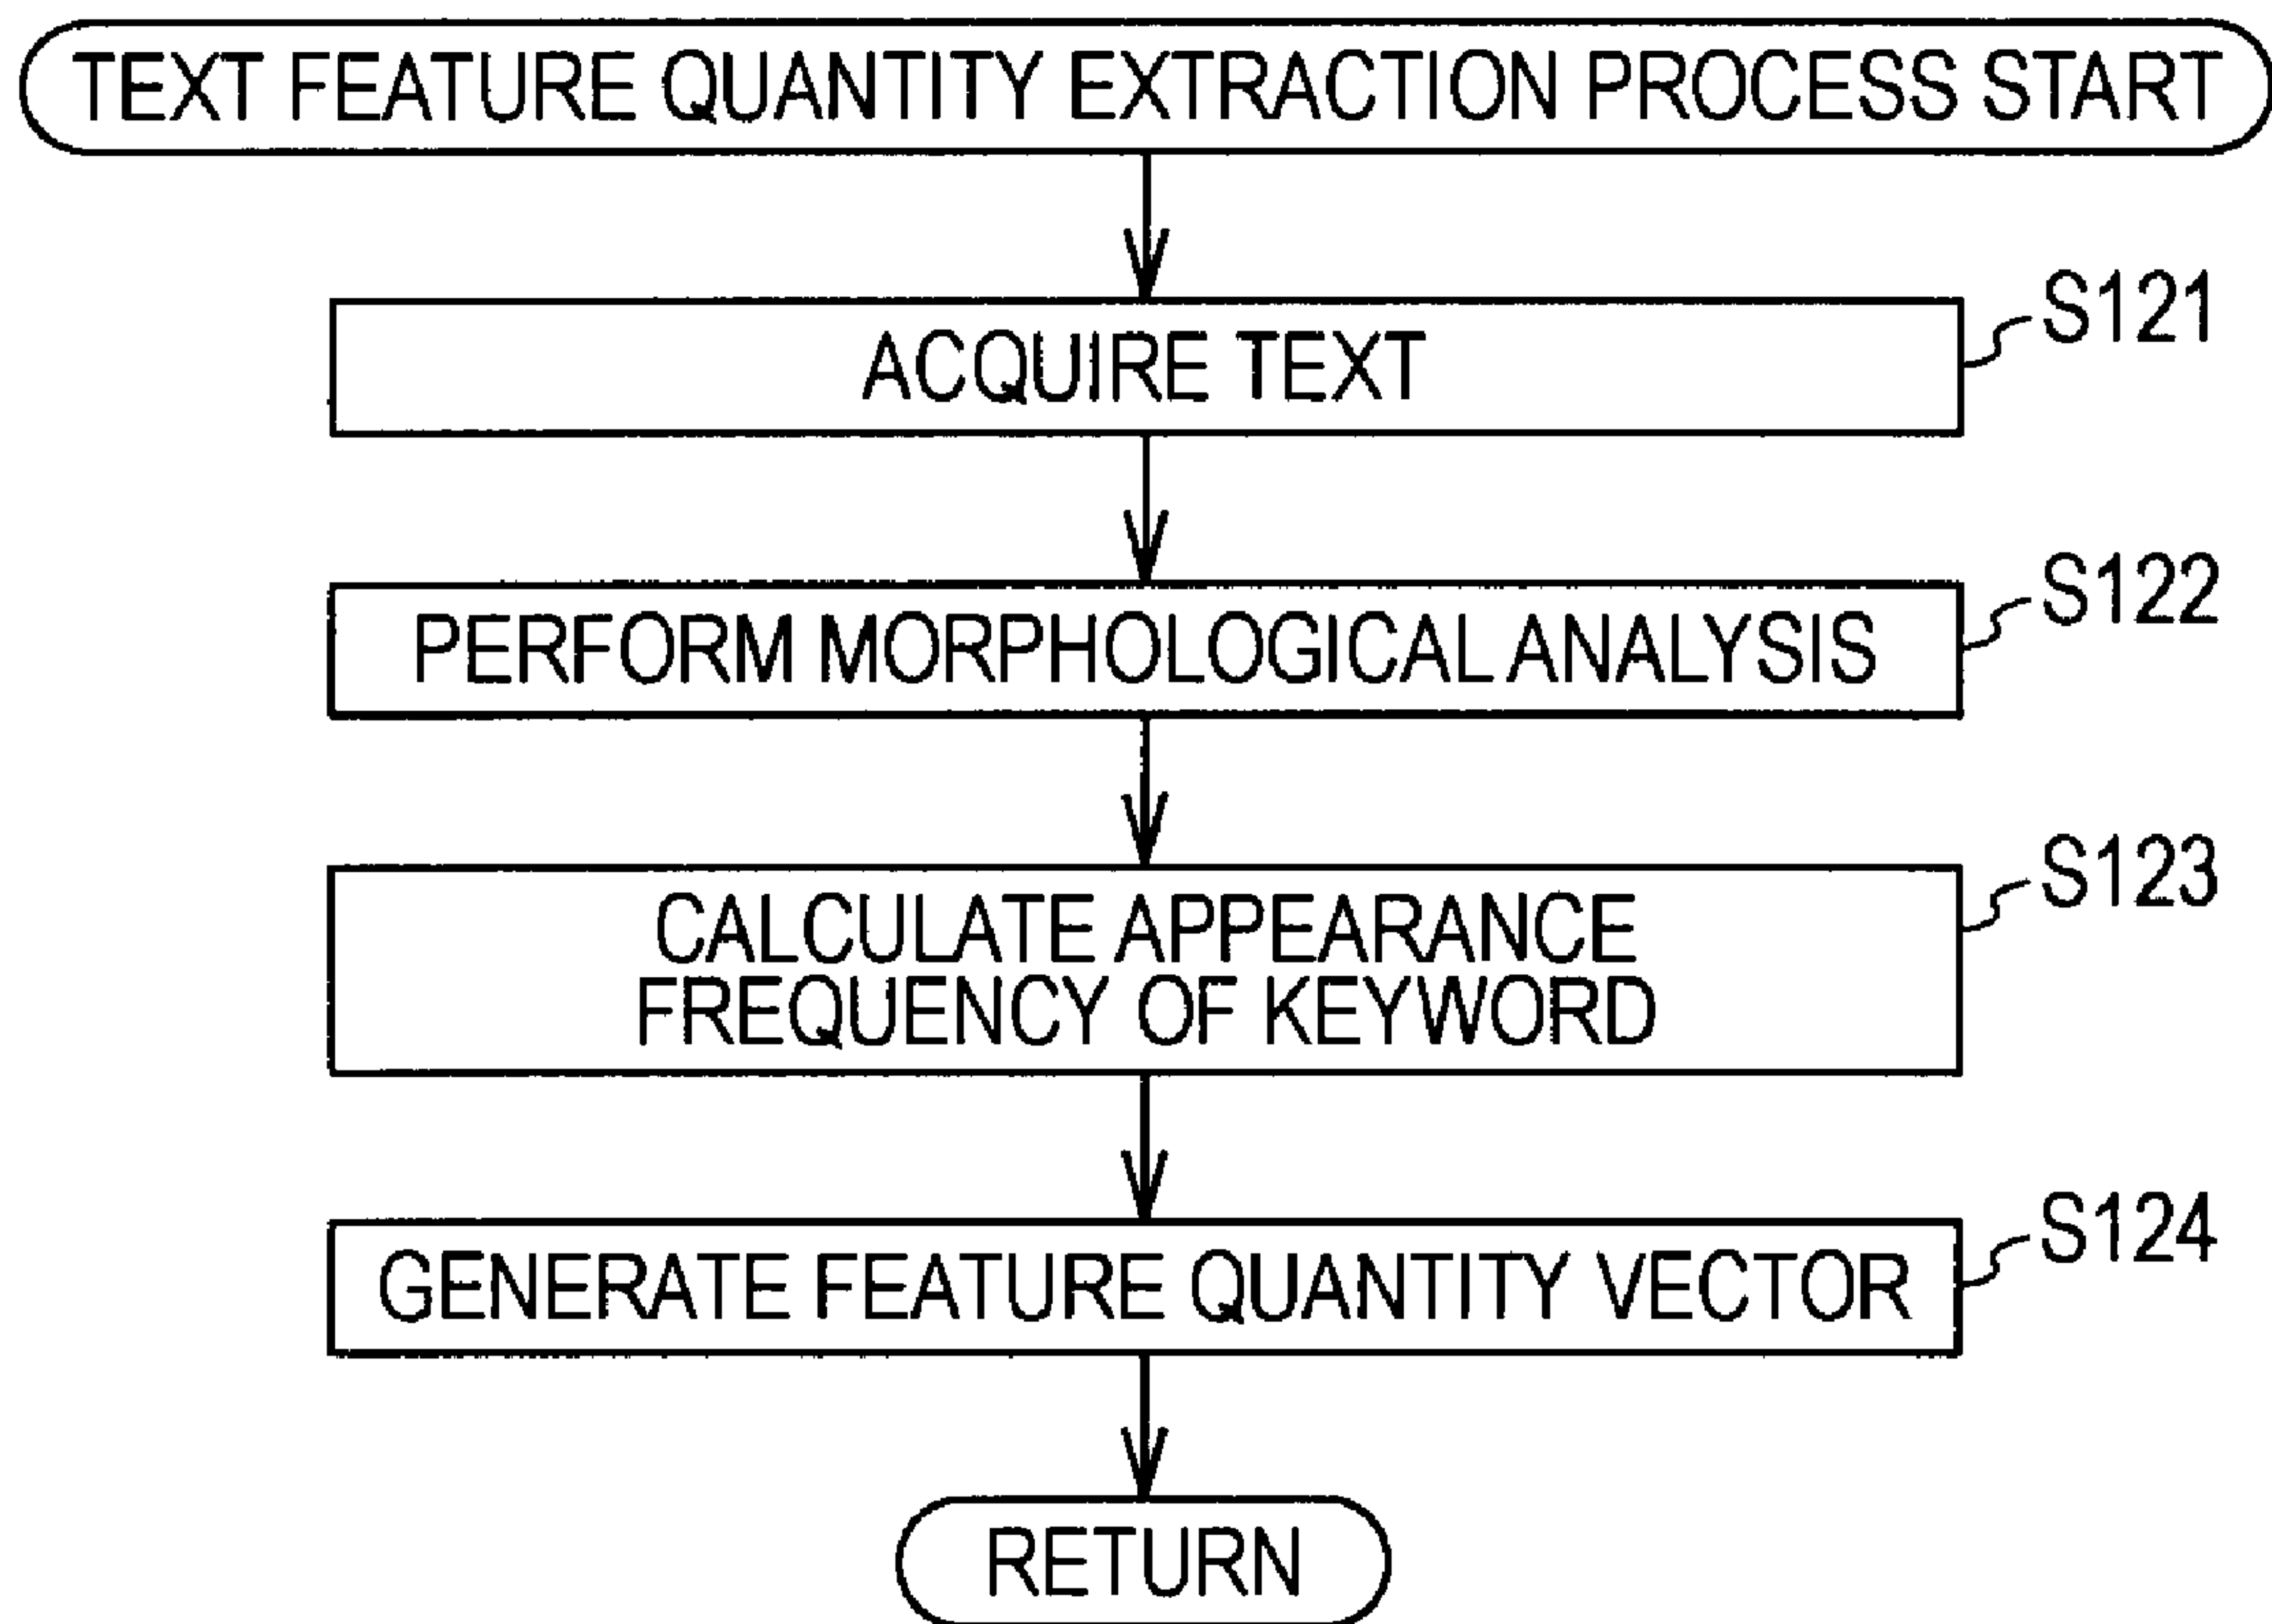 TEXT FEATURE QUANTITY EXTRACTION PROCESS START
ACQUIRE TEXT
S121
PERFORM MORPHOLOGICAL ANALYSIS
S122
CALCULATE APPEARANCE
FREQUENCY OF KEYWORD
S123
GENERATE FEATURE QUANTITY VECTOR
S124
RETURN